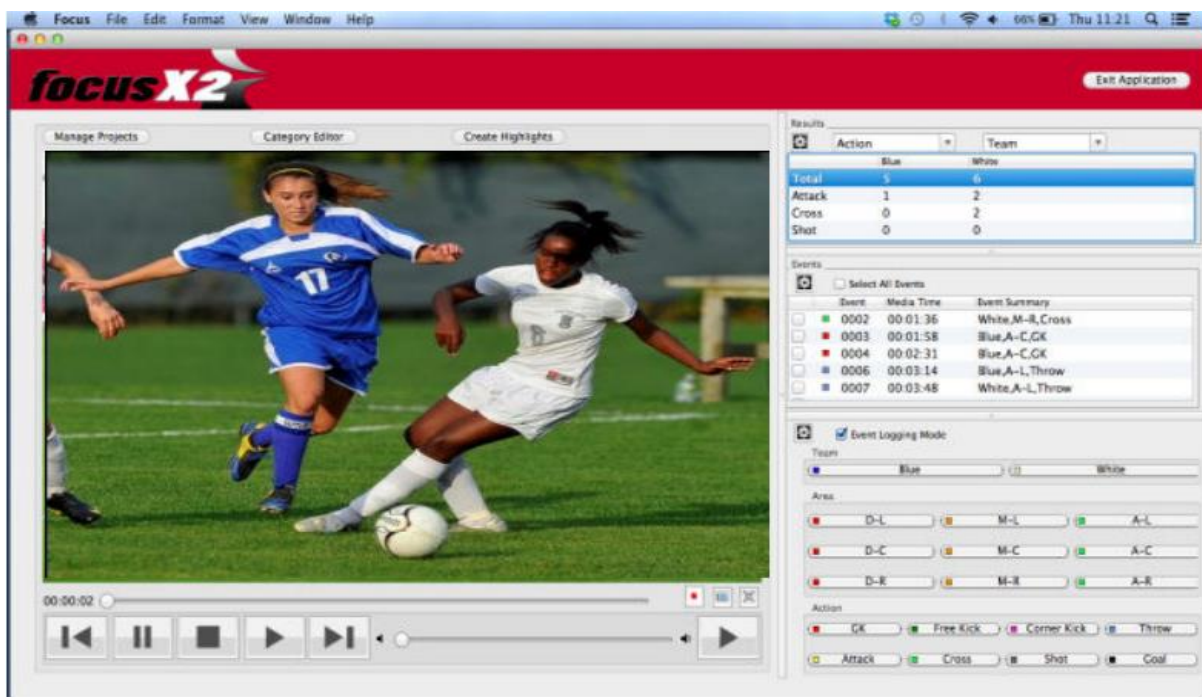 Focus File Edit Format View Window Help 66% Thu 11:21
focusX2
Exit Application
Manage Projects Category Editor Create Highlights
Results
Action Team
Blue White
Total 5 6
Attack 1 2
Cross 0 2
Shot 0 0
Events
Select All Events
Event Media Time Event Summary
0002 00:01:36 White,M-R,Cross
0003 00:01:58 Blue,A-C,GK
0004 00:02:31 Blue,A-C,GK
0006 00:03:14 Blue,A-L,Throw
0007 00:03:48 White,A-L,Throw
Event Logging Mode
Team
Blue White
Area
D-L M-L A-L
D-C M-C A-C
D-R M-R A-R
Action
GK Free Kick Corner Kick Throw
Attack Cross Shot Goal
17
00:00:02